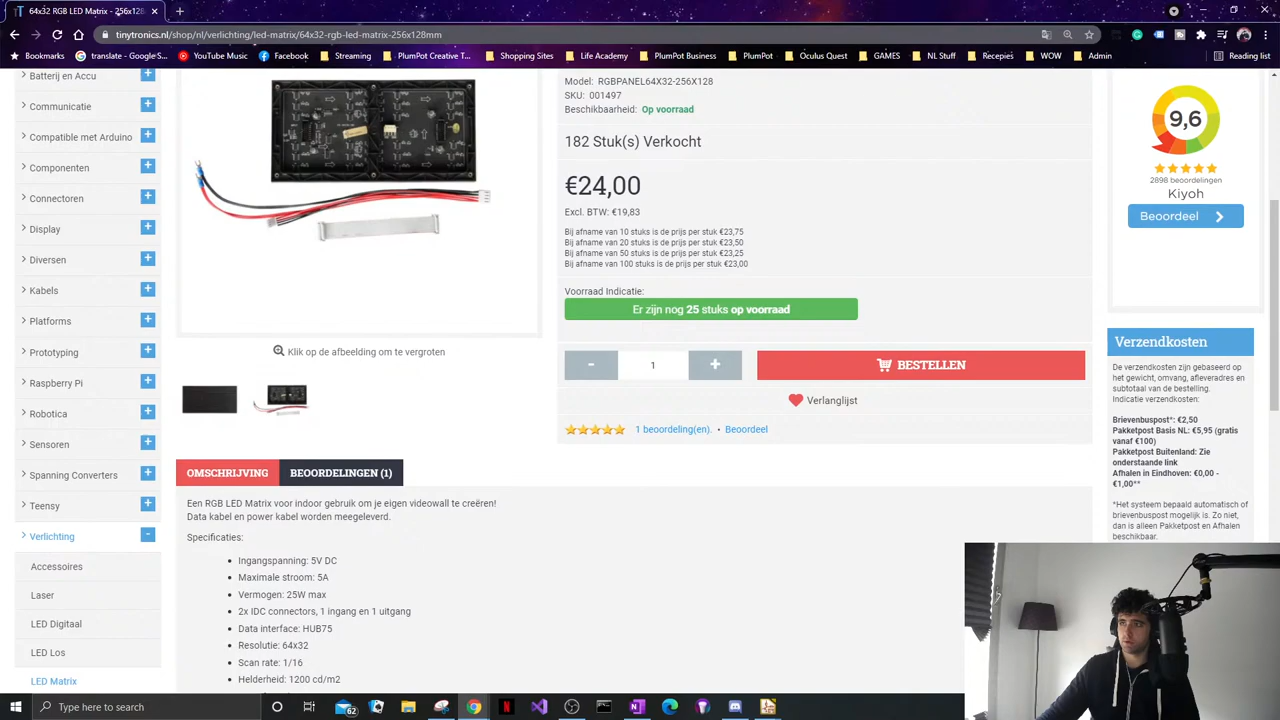 64x32 RGB LED Matrix - 256x128m
tinytronics.nl/shop/nl/verlichting/led-matrix/64x32-rgb-led-matrix-256x128mm
Bookmarks
translate - Google S...
YouTube Music
Facebook
Streaming
Shopping Sites
Life Academy
PlumPot Business
PlumPot
Oculus Quest
GAMES
NL Stuff
Recepies
WOW
Admin
Reading list
Batterij en Accu
Communicatie
Compatible met Arduino
Componenten
Connectoren
Display
Diversen
Kabels
Platforms
Prototyping
Raspberry Pi
Robotica
Sensoren
Spanning Converters
Teensy
Verlichting
Accessoires
Laser
LED Digitaal
LED Los
LED Matrix
Klik op de afbeelding om te vergroten
Model: RGBPANEL64X32-256X128
SKU: 001497
Beschikbaarheid: Op voorraad
182 Stuk(s) Verkocht
€24,00
Excl. BTW: €19,83
Bij afname van 10 stuks is de prijs per stuk €23,75
Bij afname van 20 stuks is de prijs per stuk €23,50
Bij afname van 50 stuks is de prijs per stuk €23,25
Bij afname van 100 stuks is de prijs per stuk €23,00
Voorraad Indicatie:
Er zijn nog 25 stuks op voorraad
- 1 +
BESTELLEN
Verlanglijst
1 beoordeling(en). • Beoordeel
OMSCHRIJVING
BEOORDELINGEN (1)
Een RGB LED Matrix voor indoor gebruik om je eigen videowall te creëren!
Data kabel en power kabel worden meegeleverd.
Specificaties:
• Ingangspanning: 5V DC
• Maximale stroom: 5A
• Vermogen: 25W max
• 2x IDC connectors, 1 ingang en 1 uitgang
• Data interface: HUB75
• Resolutie: 64x32
• Scan rate: 1/16
• Helderheid: 1200 cd/m2
9,6
2898 beoordelingen
Kiyoh
Beoordeel
Verzendkosten
De verzendkosten zijn gebaseerd op
het gewicht, omvang, afleveradres en
subtotaal van de bestelling.
Indicatie verzendkosten:
Brievenbuspost*: €2,50
Pakketpost Basis NL: €5,95 (gratis
vanaf €100)
Pakketpost Buitenland: Zie
onderstaande link
Afhalen in Eindhoven: €0,00 -
€1,00**
*Het systeem bepaald automatisch of
brievenbuspost mogelijk is. Zo niet,
dan is alleen Pakketpost en Afhalen
beschikbaar.
Type here to search
62